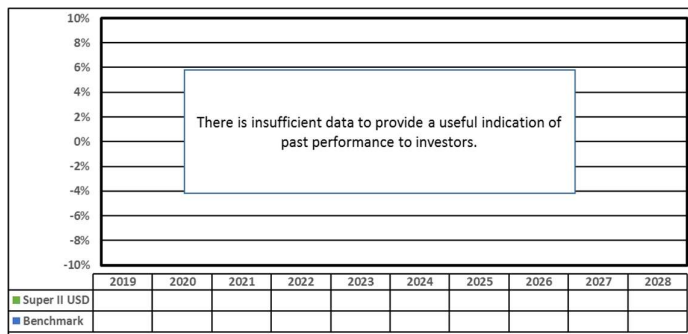 10%
8%
6%
4%
2%
0%
-2%
-4%
-6%
-8%
-10%
There is insufficient data to provide a useful indication of
past performance to investors.
2019 2020 2021 2022 2023 2024 2025 2026 2027 2028
Super II USD
Benchmark